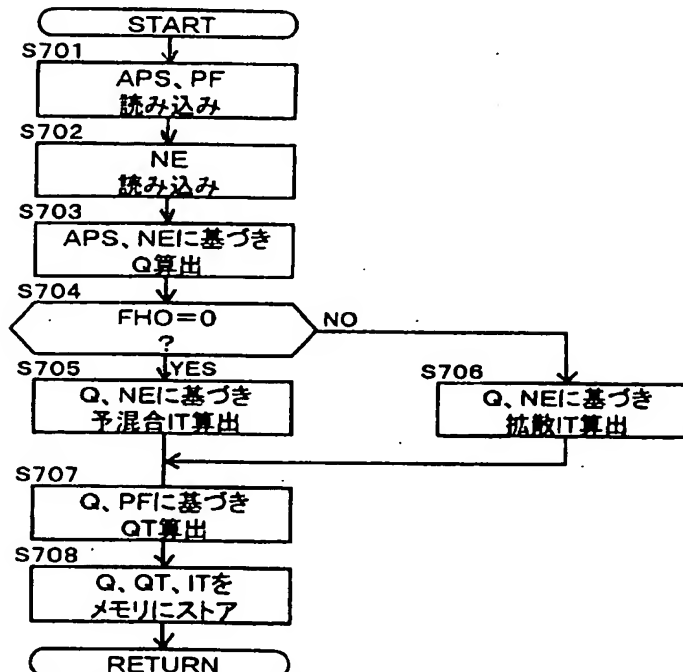 START
S701
APS、PF
読み込み
S702
NE
読み込み
S703
APS、NEに基づき
Q算出
S704
FHO=0
?
NO
S705
YES
Q、NEに基づき
予混合IT算出
S706
Q、NEに基づき
拡散IT算出
S707
Q、PFに基づき
QT算出
S708
Q、QT、ITを
メモリにストア
RETURN